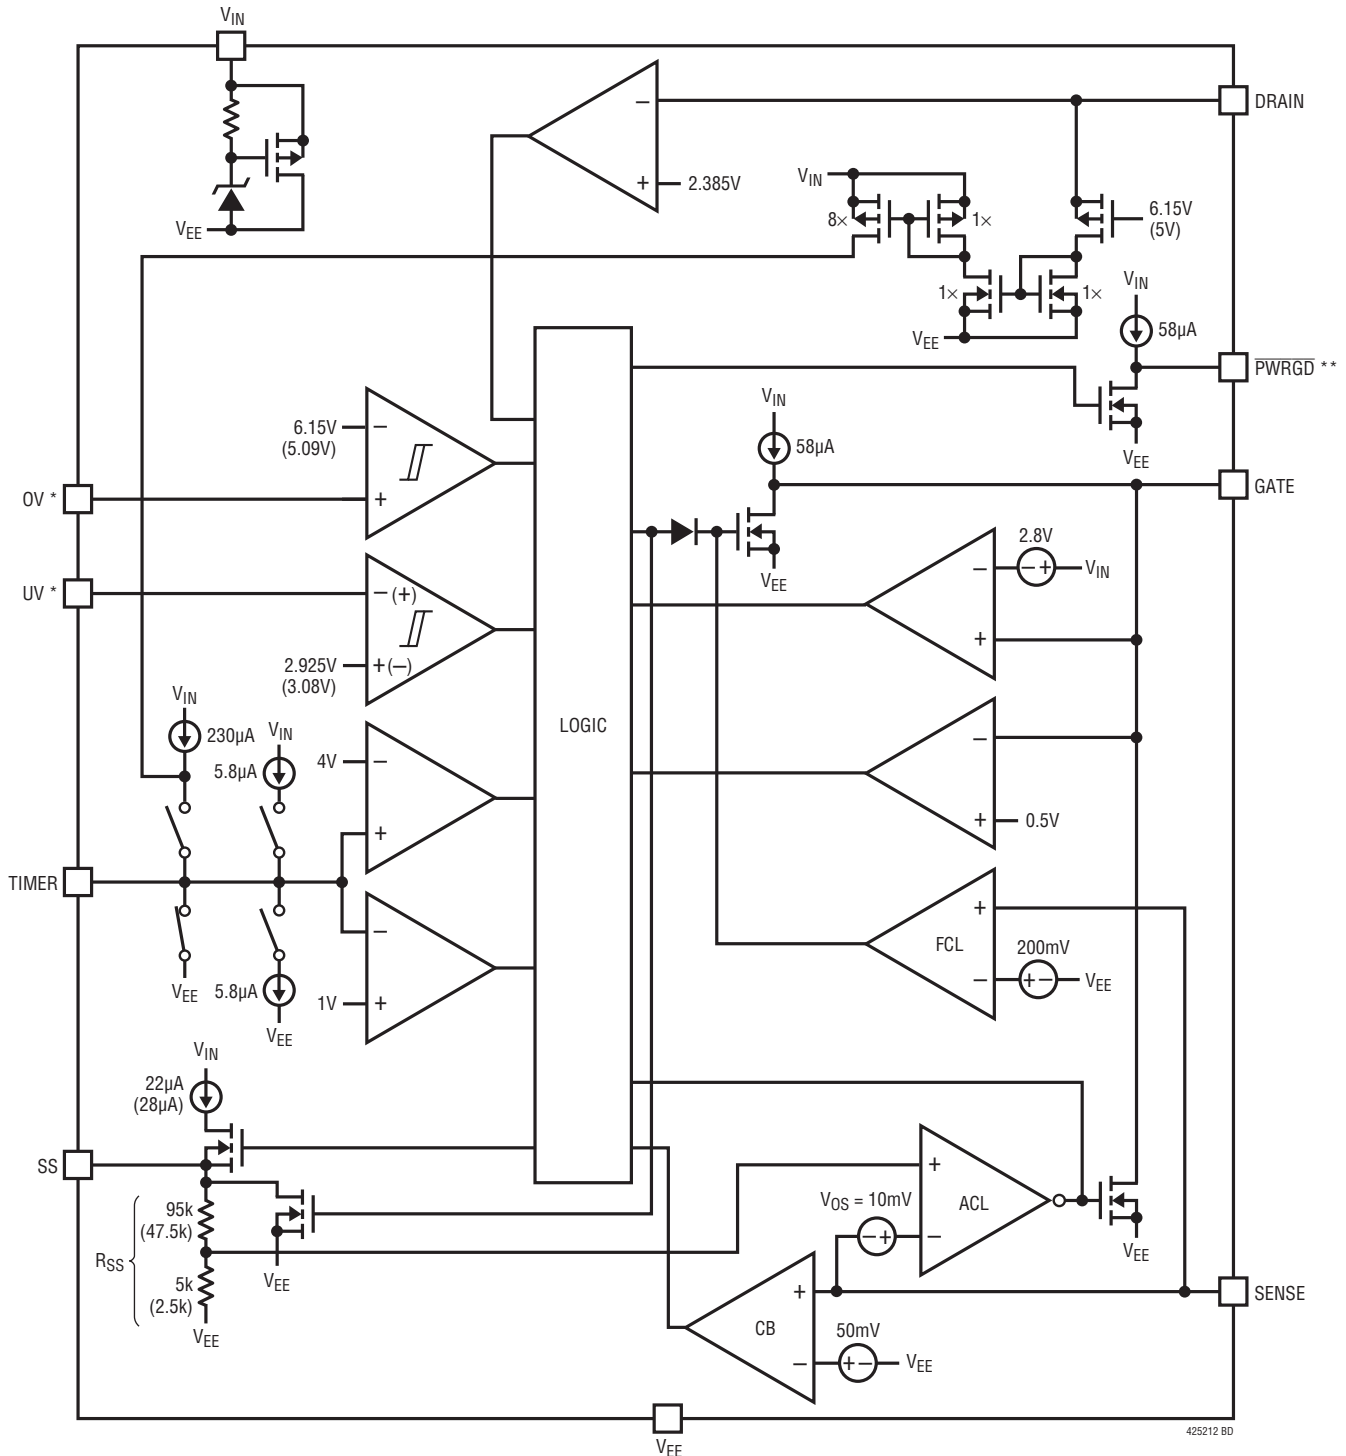 VIN
DRAIN
−
+
2.385V
VIN
8×
1×
6.15V
(5V)
VEE
1×
1×
VIN
58µA
VEE
PWRGD **
VEE
VIN
58µA
6.15V
(5.09V)
−
+
OV *
GATE
VEE
2.8V
− +
VIN
−
+
UV *
− (+)
2.925V
(3.08V)
+ (−)
LOGIC
VIN
230µA
VIN
5.8µA
4V
−
+
−
+
0.5V
TIMER
−
1V
+
VEE
5.8µA
VEE
+
FCL
−
200mV
+ −
VEE
VIN
22µA
(28µA)
SS
95k
(47.5k)
RSS
5k
(2.5k)
VEE
VEE
VOS = 10mV
− +
+
ACL
−
VEE
SENSE
+
CB
−
50mV
+ −
VEE
VEE
425212 BD